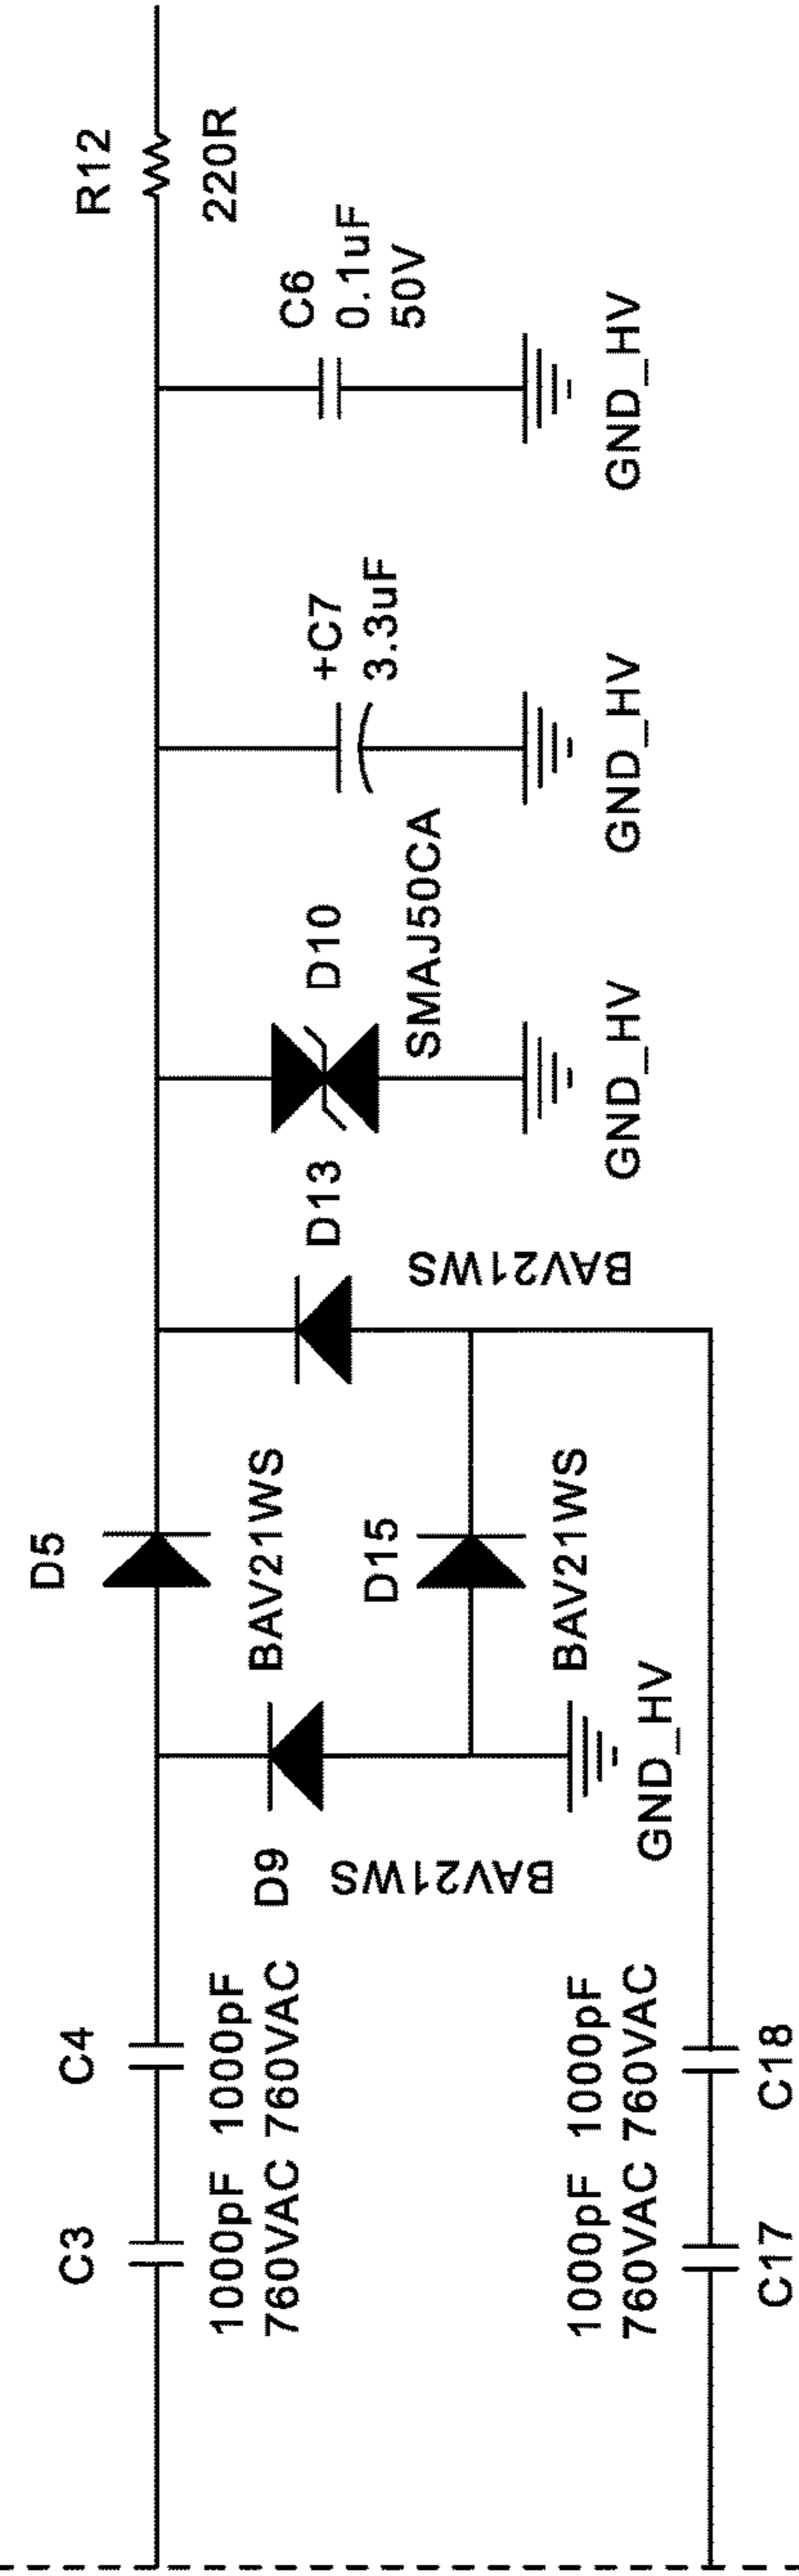 C3
1000pF
760VAC
C4
1000pF
760VAC
D5
BAV21WS
D9
BAV21WS
D15
BAV21WS
GND_HV
D13
BAV21WS
D10
SMAJ50CA
GND_HV
+C7
3.3uF
GND_HV
C6
0.1uF
50V
GND_HV
R12
220R
1000pF
760VAC
C17
1000pF
760VAC
C18